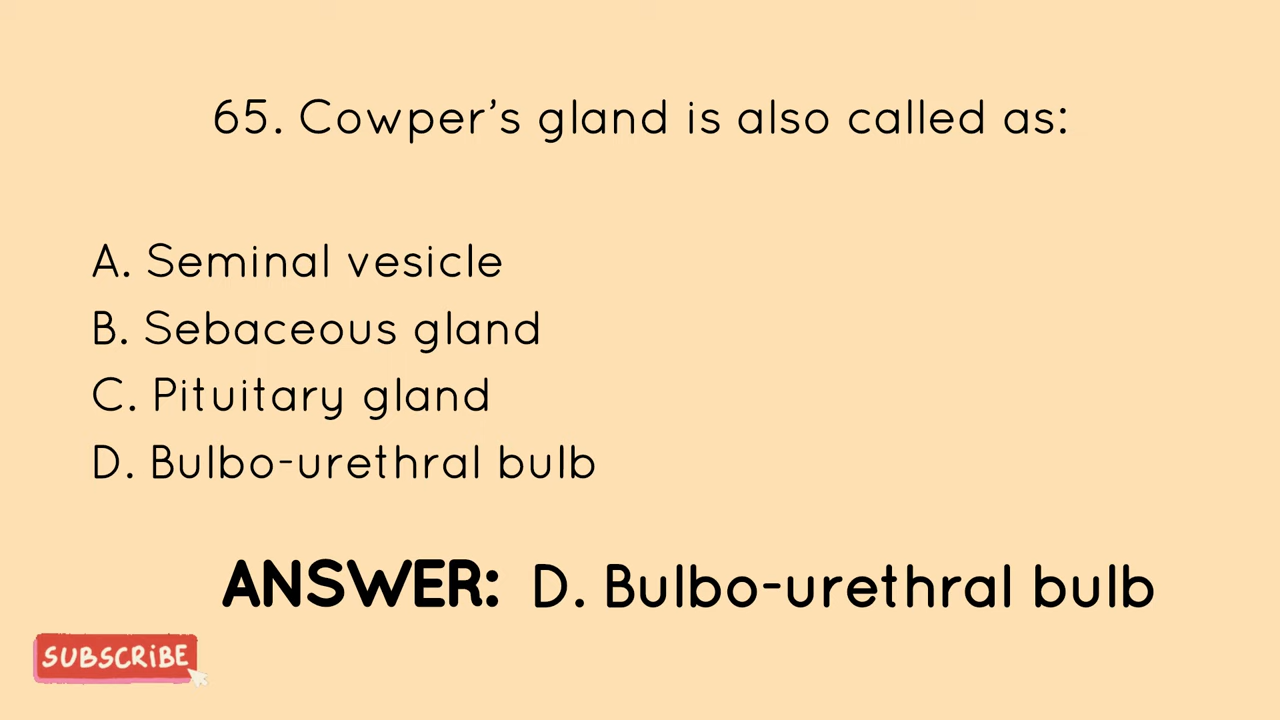 65. Cowper’s gland is also called as:
A. Seminal vesicle
B. Sebaceous gland
C. Pituitary gland
D. Bulbo-urethral bulb
ANSWER: D. Bulbo-urethral bulb
SUBSCRiBE